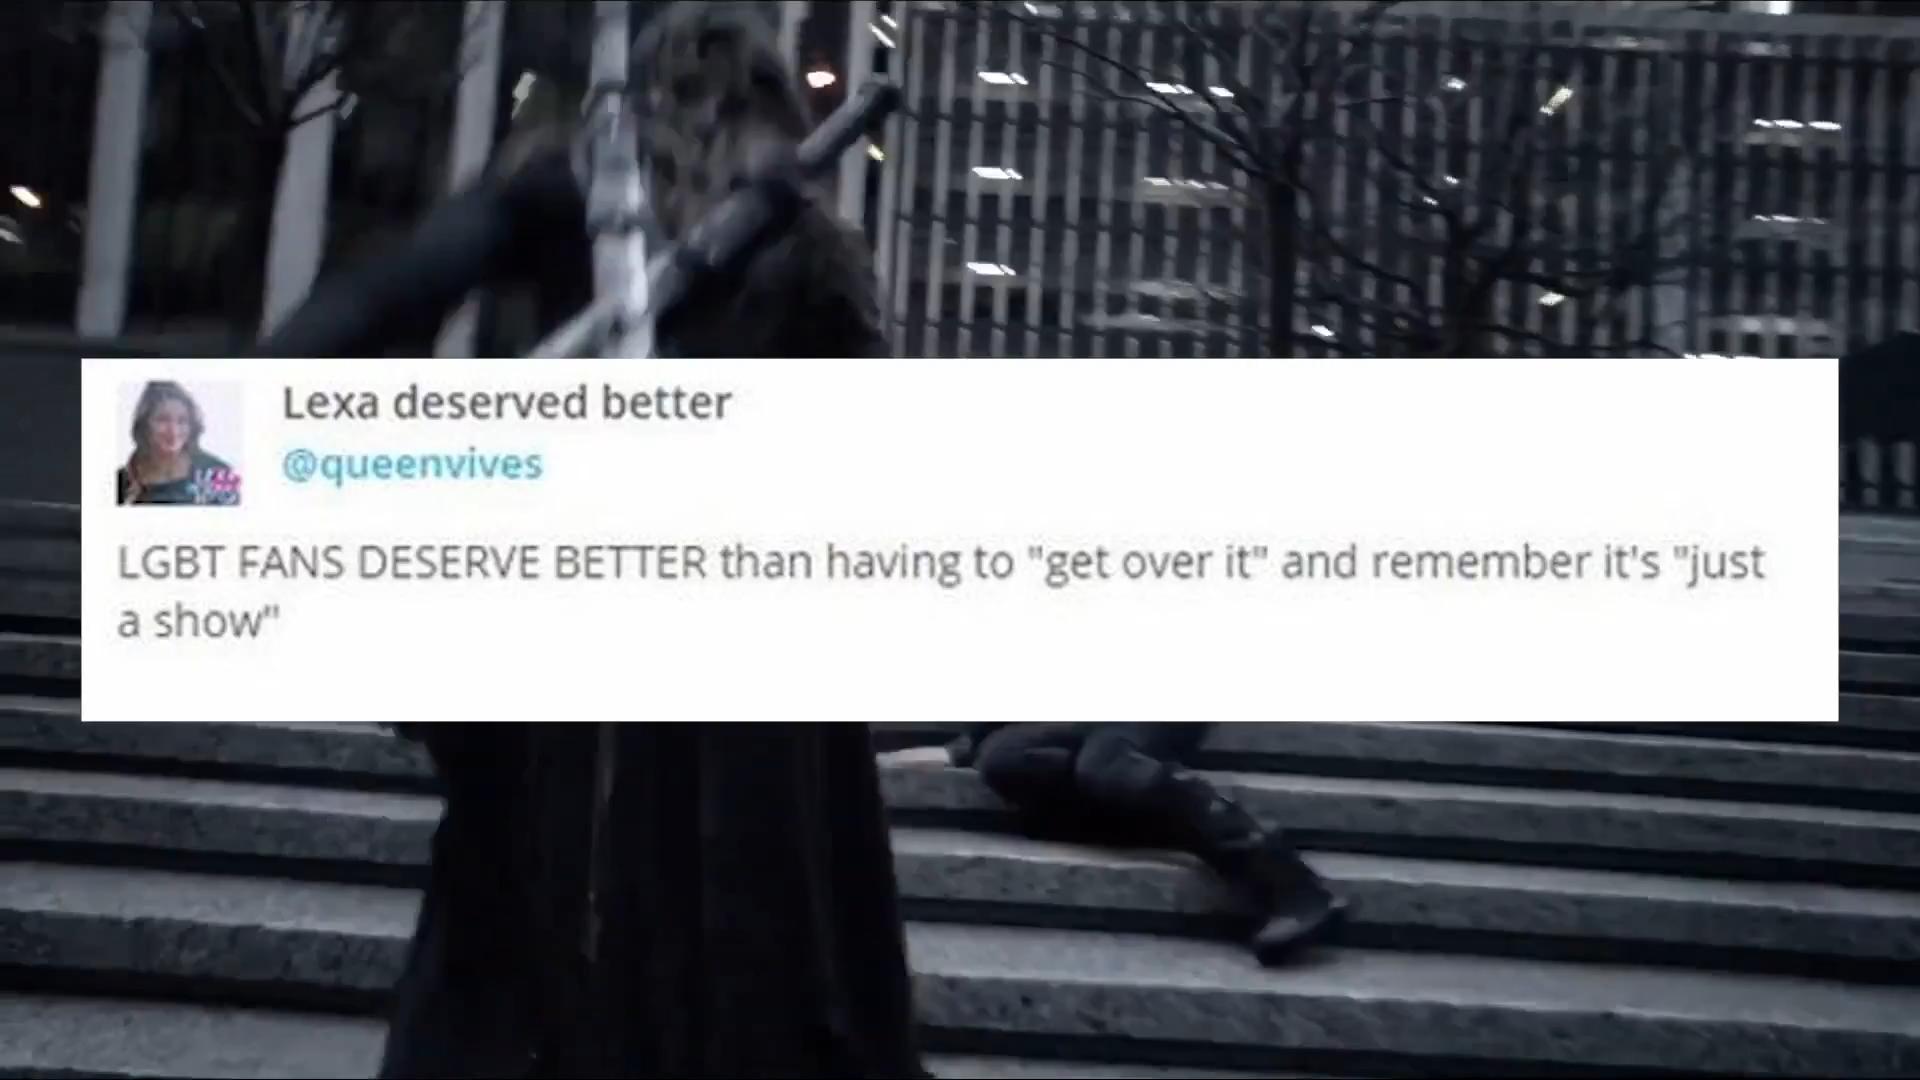 Lexa deserved better
@queenvives
LGBT FANS DESERVE BETTER than having to "get over it" and remember it's "just
a show"